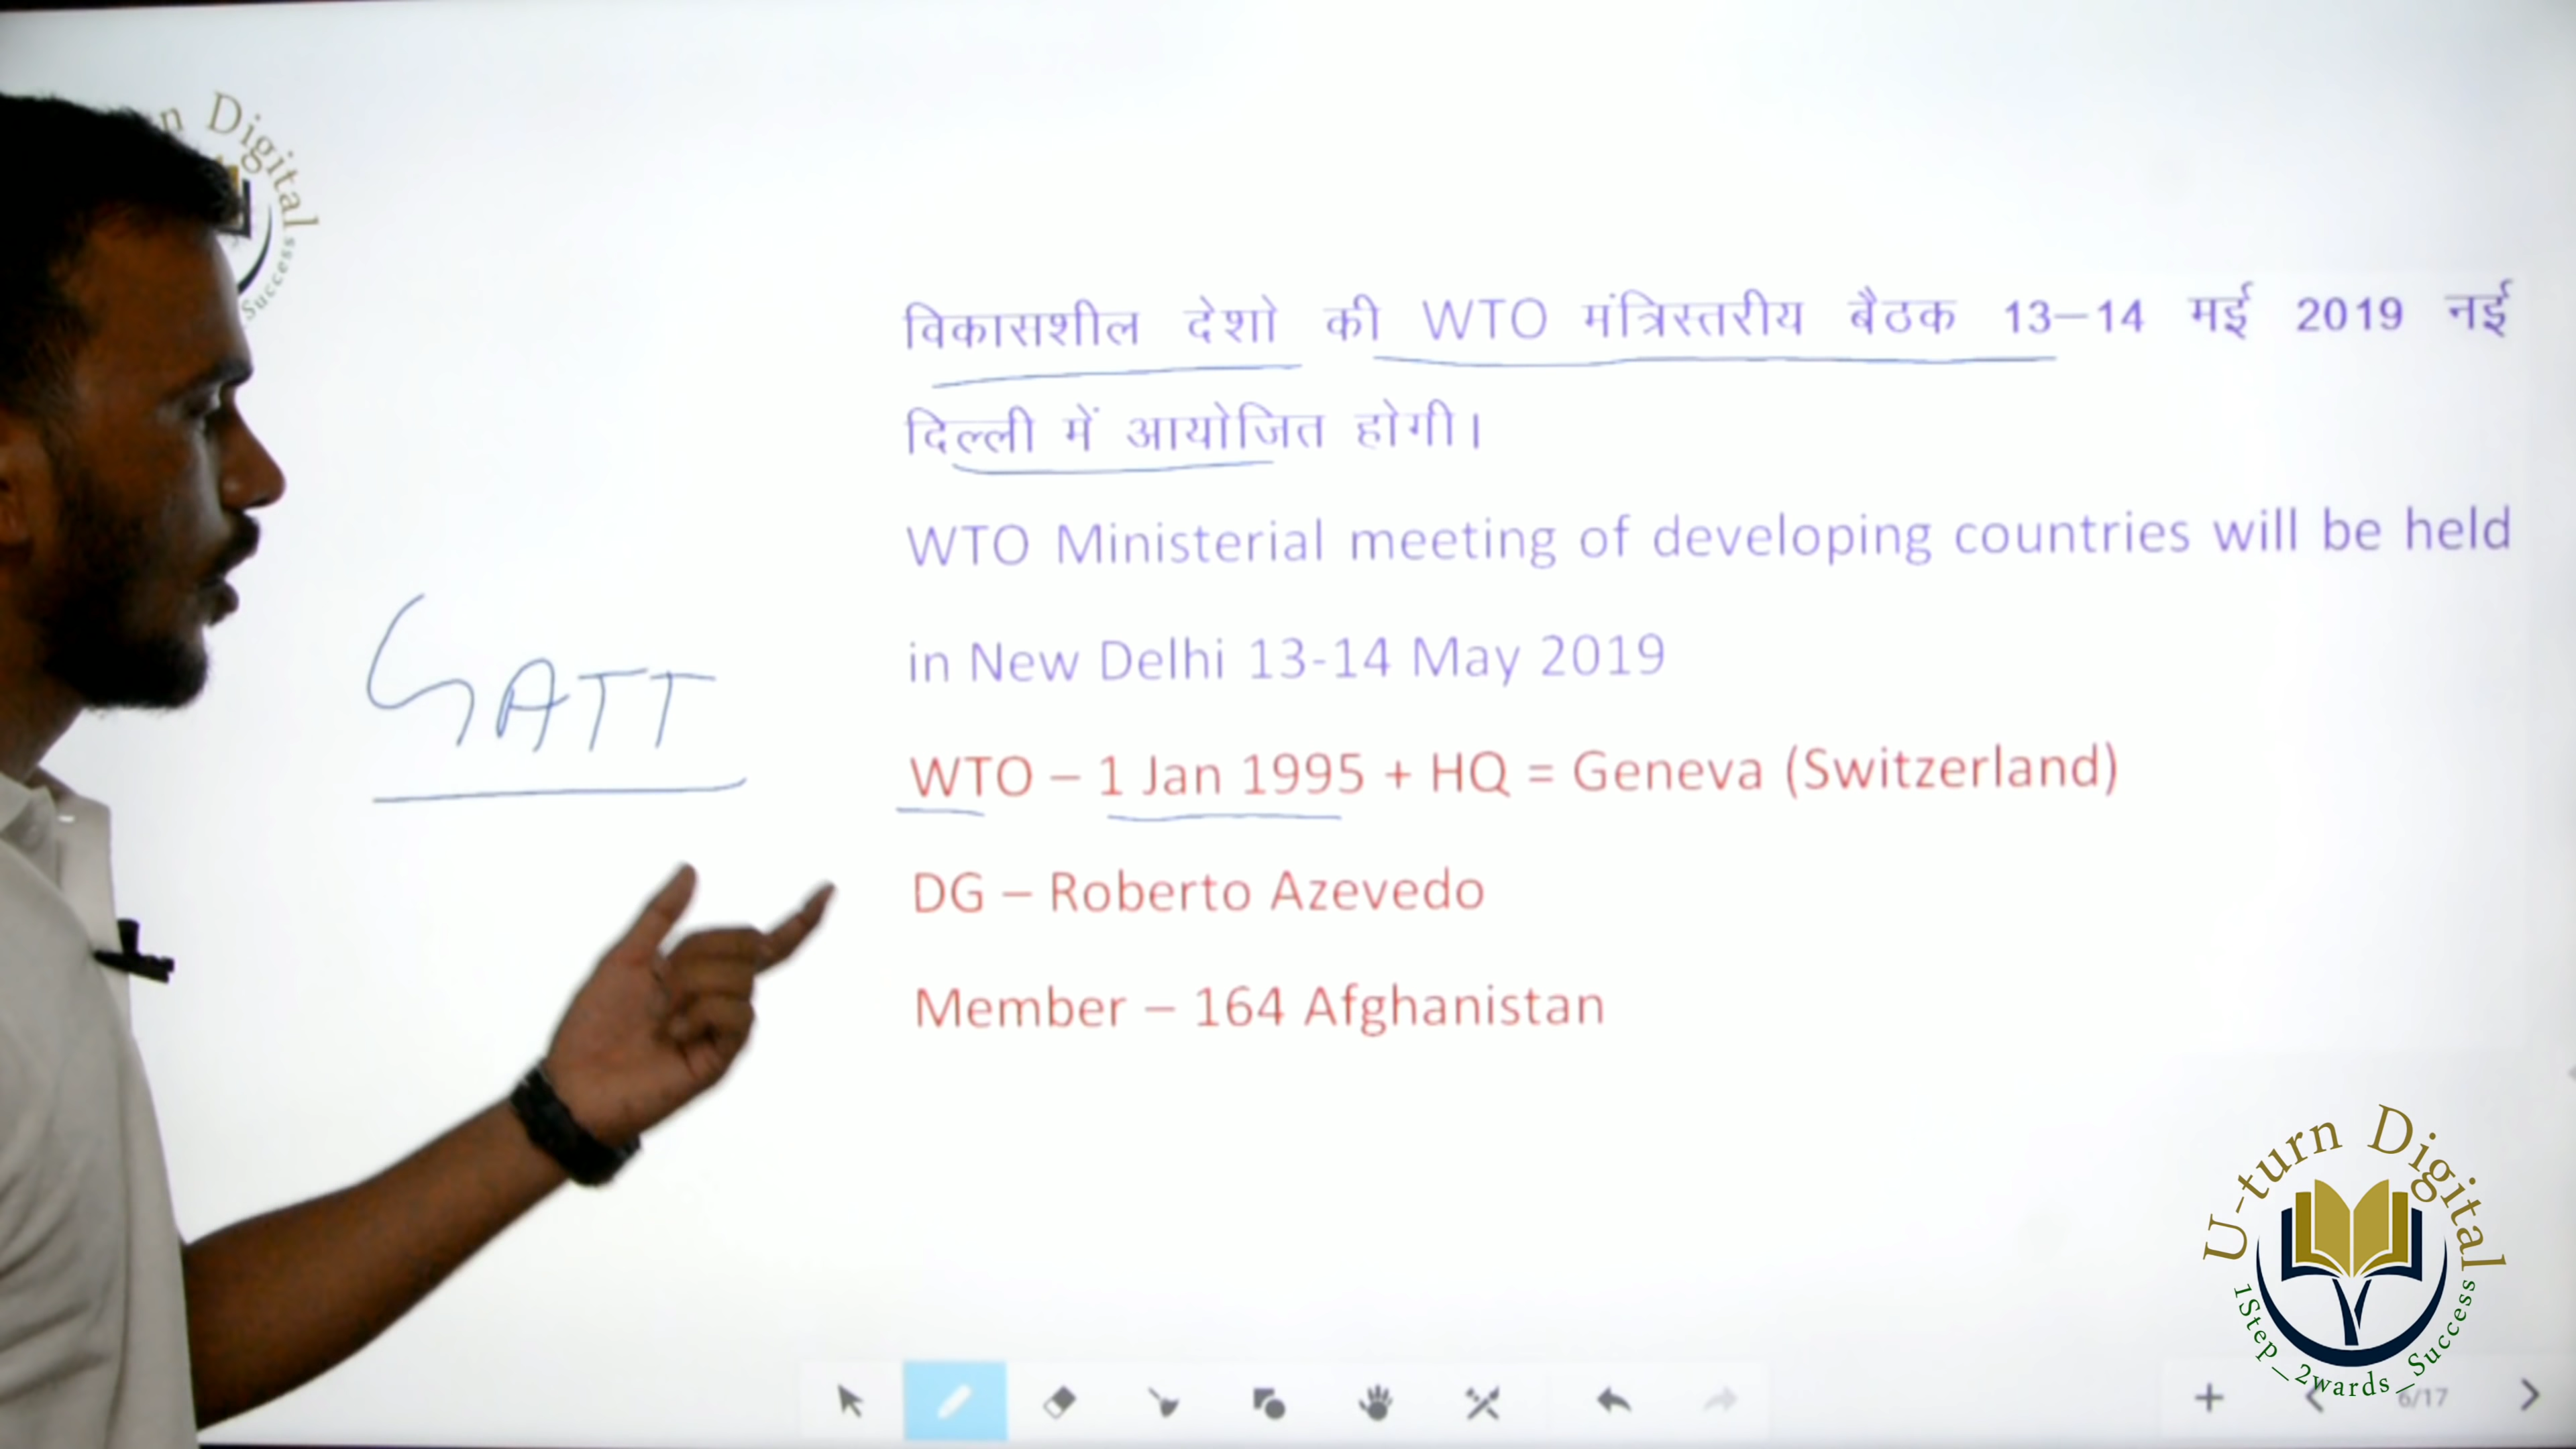 n Digital
Success
विकासशील देशो की WTO मंत्रिस्तरीय बैठक 13–14 मई 2019 नई
दिल्ली में आयोजित होगी।
WTO Ministerial meeting of developing countries will be held
in New Delhi 13-14 May 2019
GATT
WTO – 1 Jan 1995 + HQ = Geneva (Switzerland)
DG – Roberto Azevedo
Member – 164 Afghanistan
U-turn Digital
1Step_2wards_Success
6/17